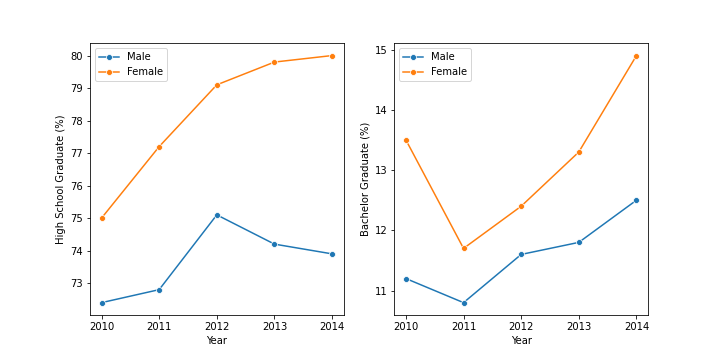 Male
Female
80
79
78
77
76
75
74
73
High School Graduate (%)
2010 2011 2012 2013 2014
Year
Male
Female
15
14
13
12
11
Bachelor Graduate (%)
2010 2011 2012 2013 2014
Year